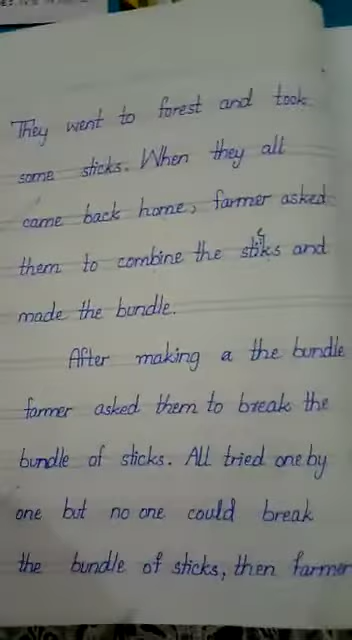 They went to forest and took
some sticks. When they all
came back home, farmer asked
them to combine the sticks and
made the bundle.
After making a the bundle
farmer asked them to break the
bundle of sticks. All tried one by
one but no one could break
the bundle of sticks, then farmer